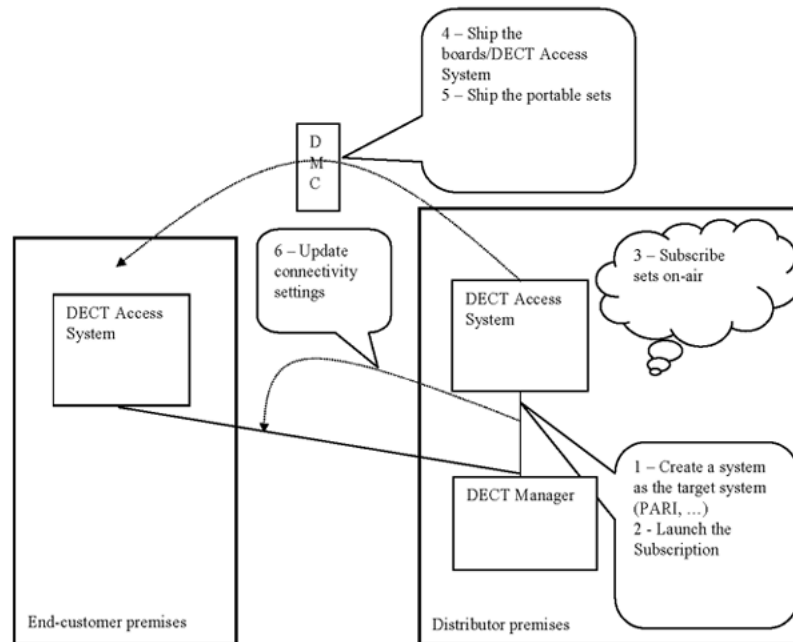 4 – Ship the
boards/DECT Access
System
5 – Ship the portable sets
D
M
C
6 – Update
connectivity
settings
3 – Subscribe
sets on-air
DECT Access
System
DECT Access
System
1 – Create a system
as the target system
(PARI, …)
2 - Launch the
Subscription
DECT Manager
End-customer premises
Distributor premises